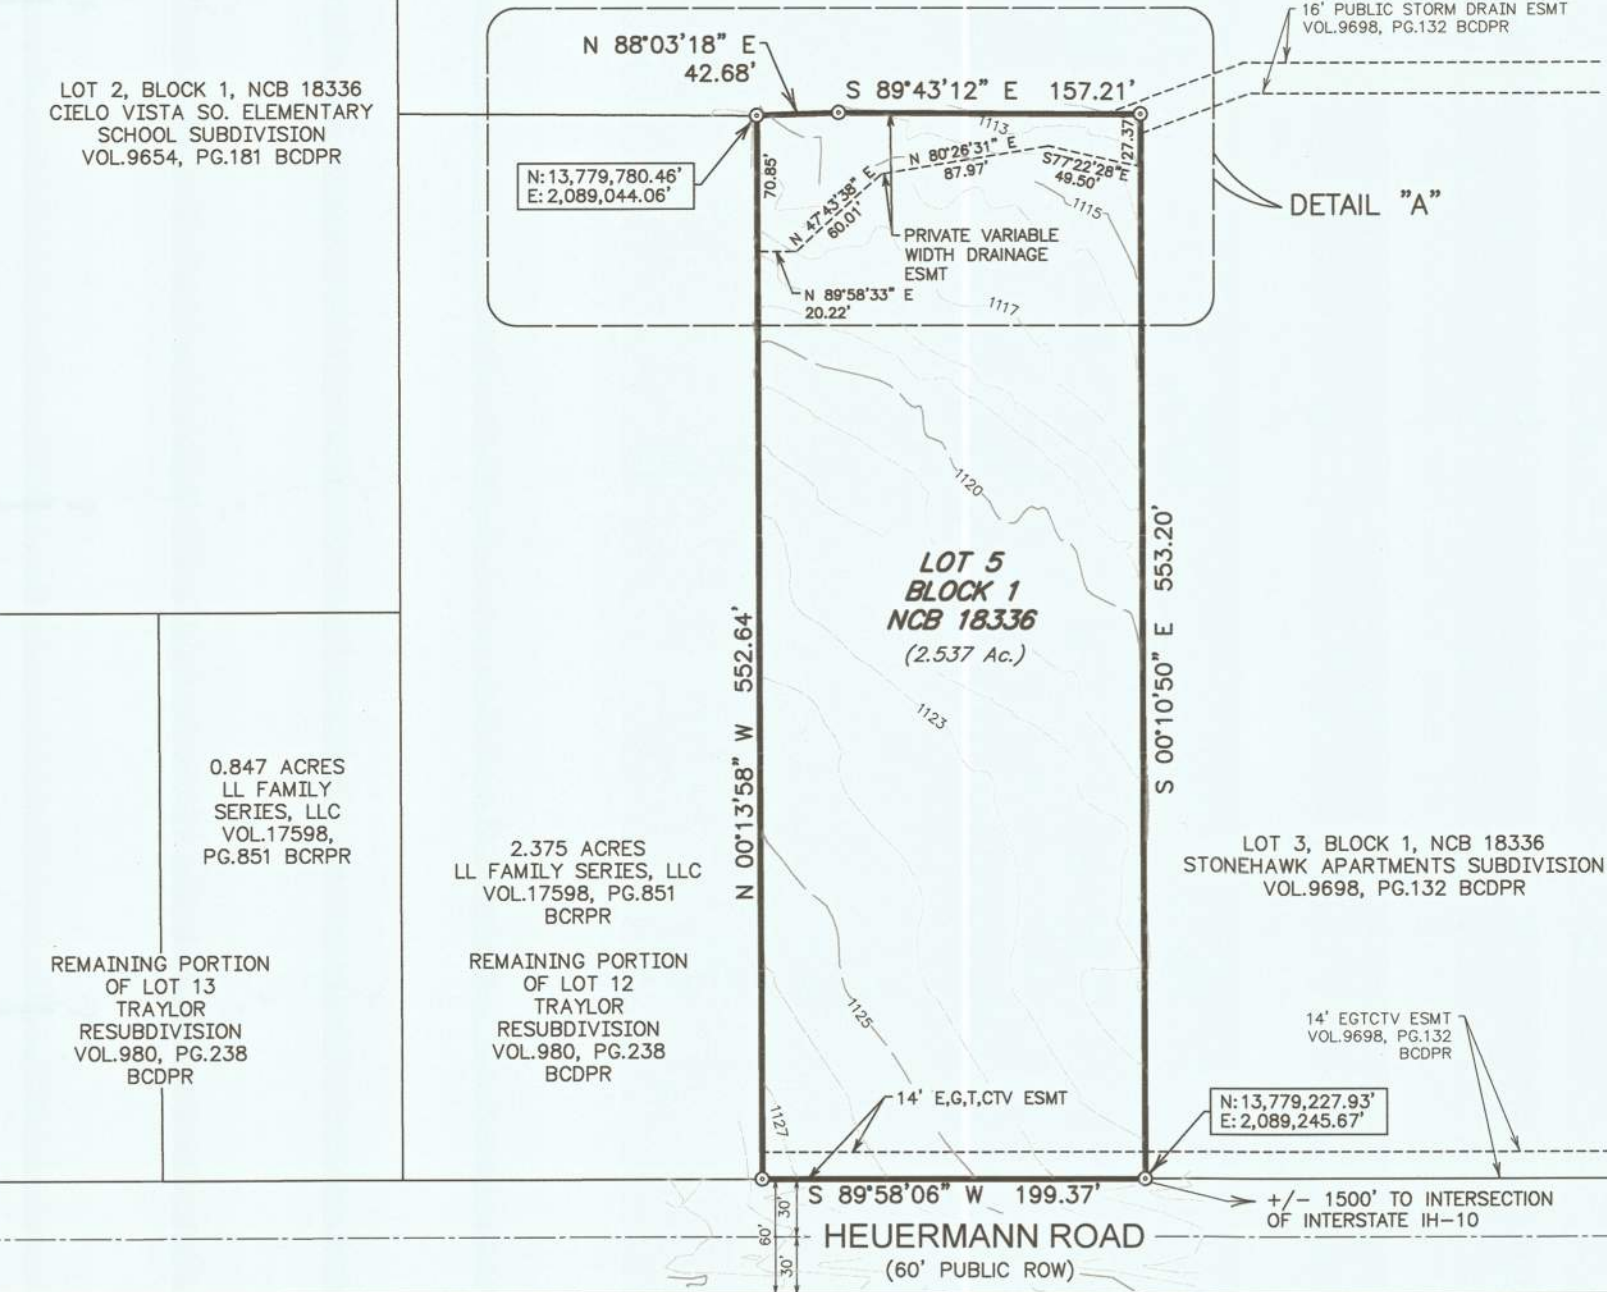 16' PUBLIC STORM DRAIN ESMT
VOL.9698, PG.132 BCDPR
N 88°03'18" E
42.68'
S 89°43'12" E 157.21'
LOT 2, BLOCK 1, NCB 18336
CIELO VISTA SO. ELEMENTARY
SCHOOL SUBDIVISION
VOL.9654, PG.181 BCDPR
N: 13,779,780.46'
E: 2,089,044.06'
70.85'
1113
27.37'
N 80°26'31" E
87.97'
S77°22'28"E
49.50'
N 47°43'38" E
60.01'
1115
DETAIL "A"
PRIVATE VARIABLE
WIDTH DRAINAGE
ESMT
N 89°58'33" E
20.22'
1117
1120
LOT 5
BLOCK 1
NCB 18336
(2.537 Ac.)
N 00°13'58" W 552.64'
S 00°10'50" E 553.20'
1123
0.847 ACRES
LL FAMILY
SERIES, LLC
VOL.17598,
PG.851 BCRPR
2.375 ACRES
LL FAMILY SERIES, LLC
VOL.17598, PG.851
BCRPR
LOT 3, BLOCK 1, NCB 18336
STONEHAWK APARTMENTS SUBDIVISION
VOL.9698, PG.132 BCDPR
REMAINING PORTION
OF LOT 13
TRAYLOR
RESUBDIVISION
VOL.980, PG.238
BCDPR
REMAINING PORTION
OF LOT 12
TRAYLOR
RESUBDIVISION
VOL.980, PG.238
BCDPR
1125
14' EGTCTV ESMT
VOL.9698, PG.132
BCDPR
14' E,G,T,CTV ESMT
1127
N: 13,779,227.93'
E: 2,089,245.67'
S 89°58'06" W 199.37'
+/- 1500' TO INTERSECTION
OF INTERSTATE IH-10
30'
60'
30'
HEUERMANN ROAD
(60' PUBLIC ROW)